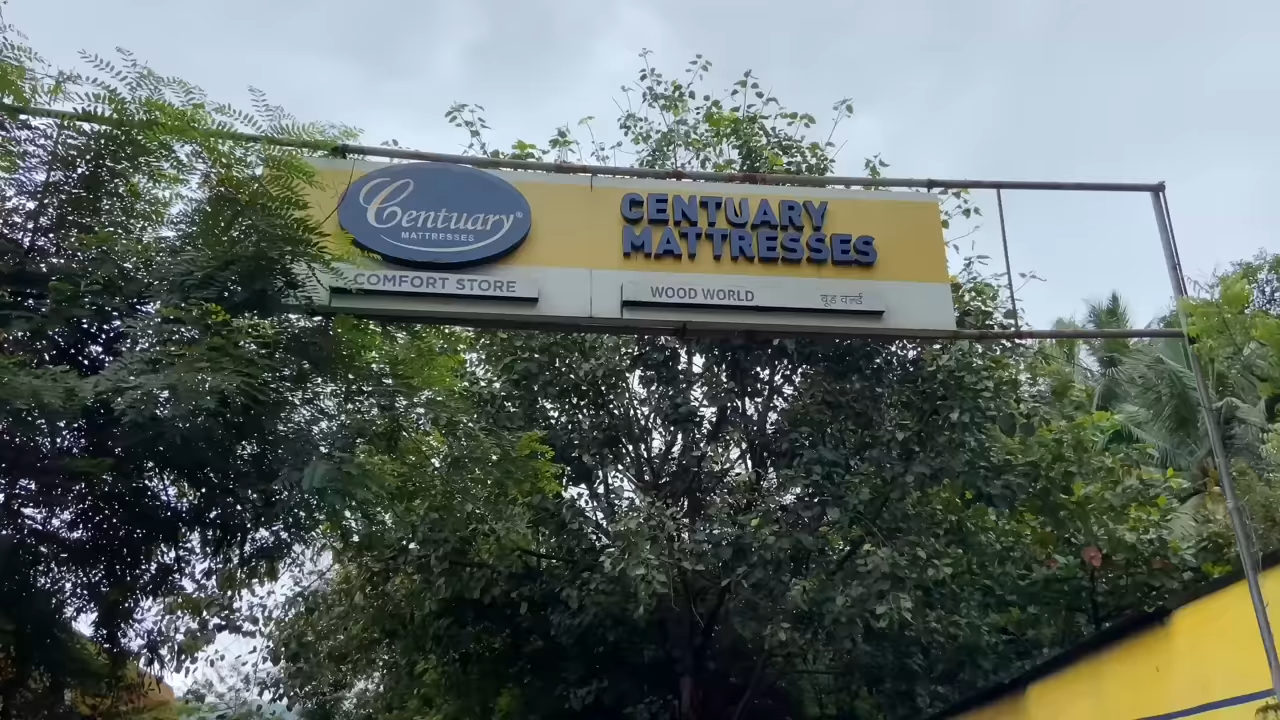 Centuary®
MATTRESSES
COMFORT STORE
CENTUARY
MATTRESSES
WOOD WORLD वूड वर्ल्ड